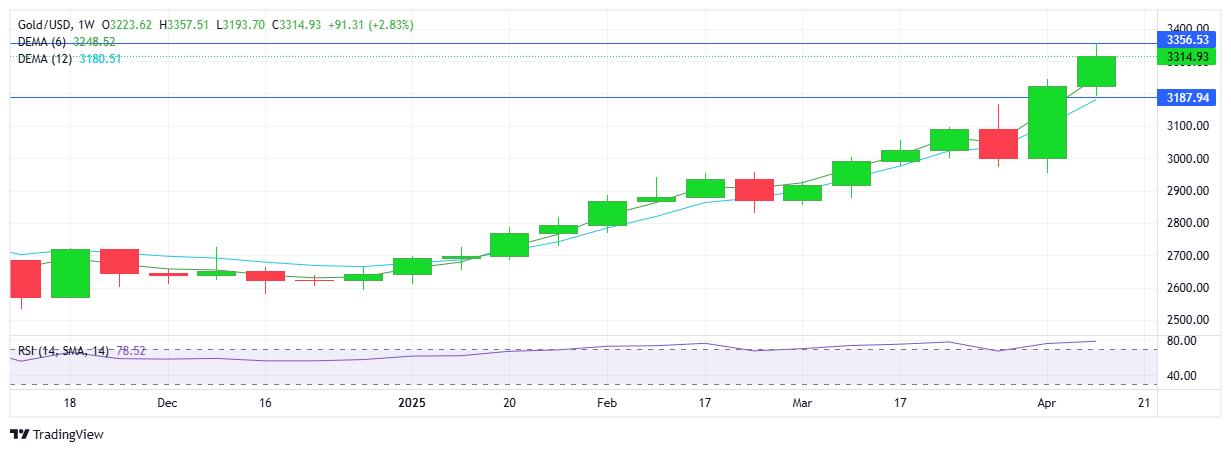 Gold/USD, 1W O3223.62 H3357.51 L3193.70 C3314.93 +91.31 (+2.83%)
DEMA (6) 3248.52
DEMA (12) 3180.51
3400.00
3356.53
3314.93
3187.94
3100.00
3000.00
2900.00
2800.00
2700.00
2600.00
2500.00
RSI (14, SMA, 14) 78.52
80.00
40.00
18 Dec 16 2025 20 Feb 17 Mar 17 Apr 21
TradingView